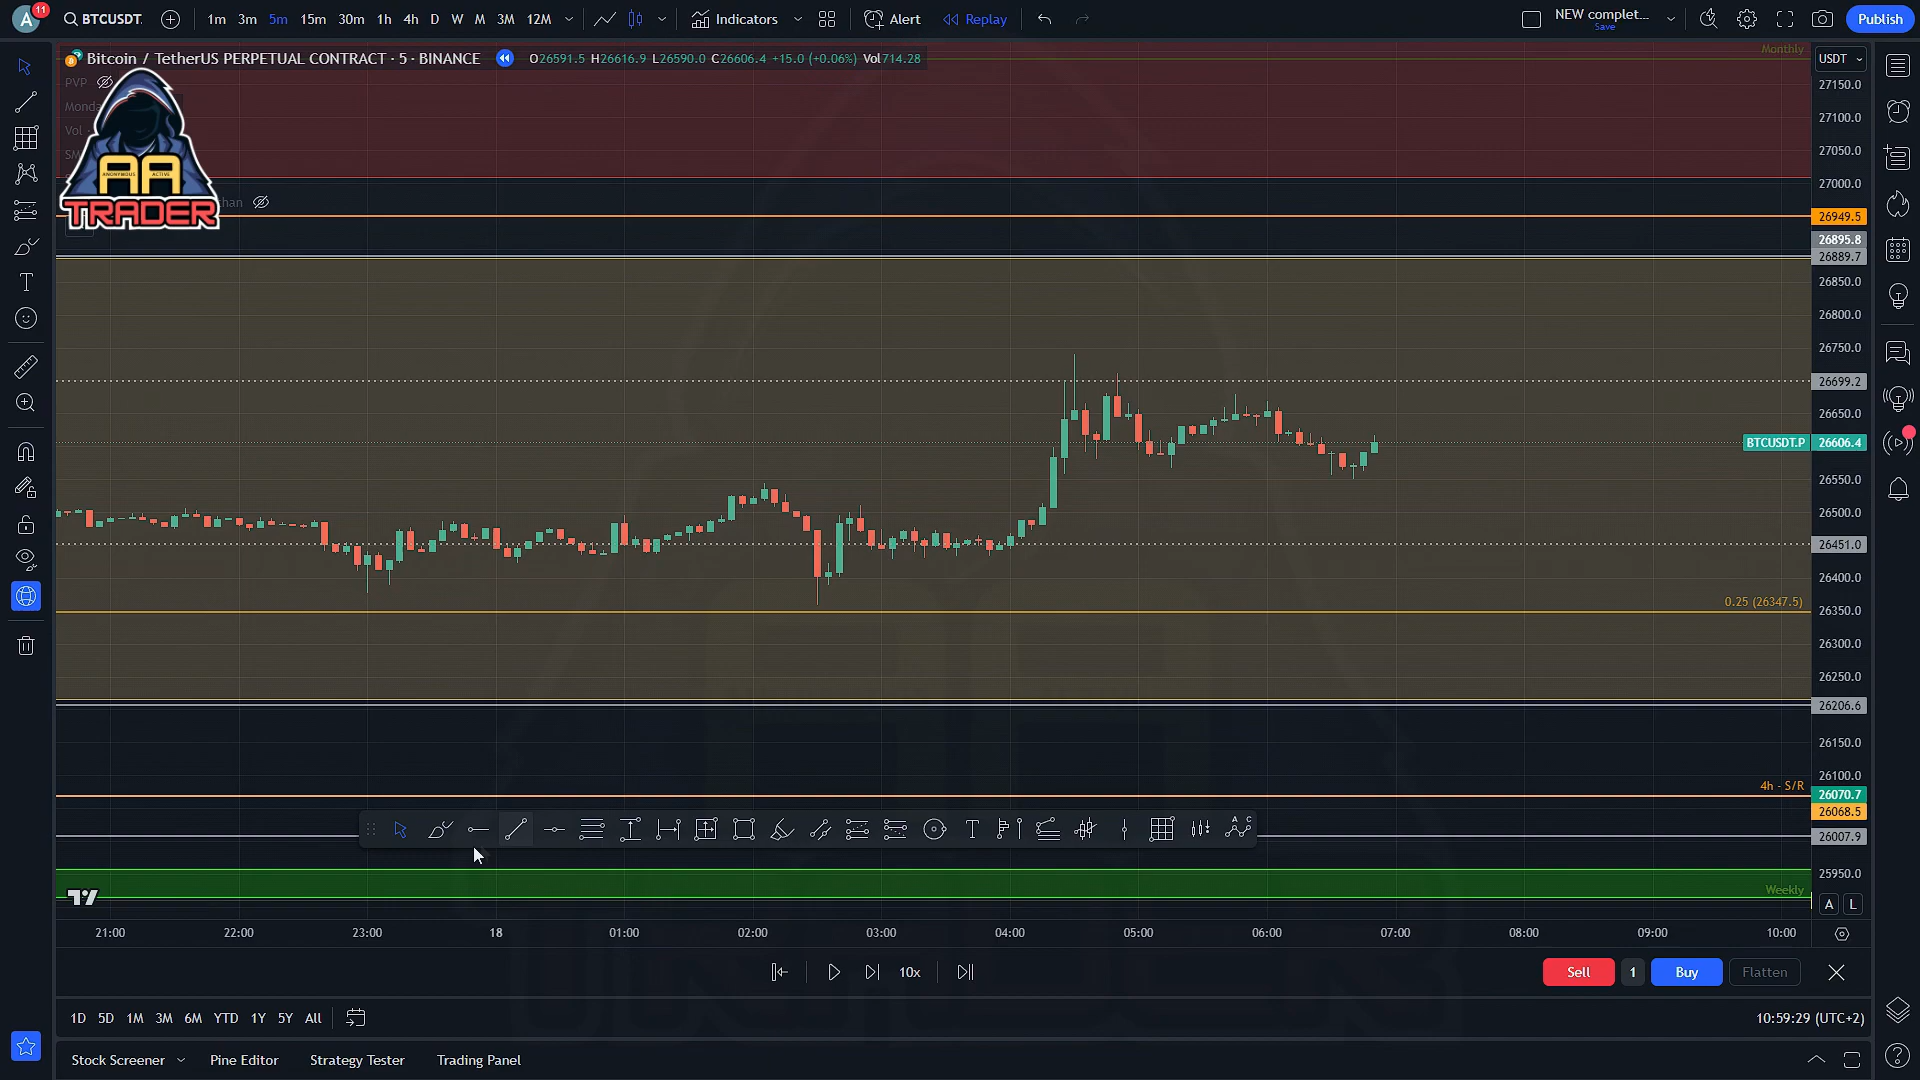 A
11
BTCUSDT.
1m 3m 5m 15m 30m 1h 4h D W M 3M 12M
Indicators
Alert
Replay
NEW complet...
Save
Publish
Bitcoin / TetherUS PERPETUAL CONTRACT · 5 · BINANCE
O26591.5 H26616.9 L26590.0 C26606.4 +15.0 (+0.06%) Vol714.28
Monthly
USDT
PVP
Monda
Vol
SM
AA
ANONYMOUS ACTIVE
TRADER
27150.0
27100.0
27050.0
27000.0
26949.5
26895.8
26889.7
26850.0
26800.0
26750.0
26699.2
26650.0
BTCUSDT.P 26606.4
26550.0
26500.0
26451.0
26400.0
0.25 (26347.5)
26350.0
26300.0
26250.0
26206.6
26150.0
26100.0
4h - S/R
26070.7
26068.5
26007.9
A C
25950.0
Weekly
A L
21:00 22:00 23:00 18 01:00 02:00 03:00 04:00 05:00 06:00 07:00 08:00 09:00 10:00
10x
Sell 1 Buy Flatten
1D 5D 1M 3M 6M YTD 1Y 5Y All
10:59:29 (UTC+2)
Stock Screener Pine Editor Strategy Tester Trading Panel